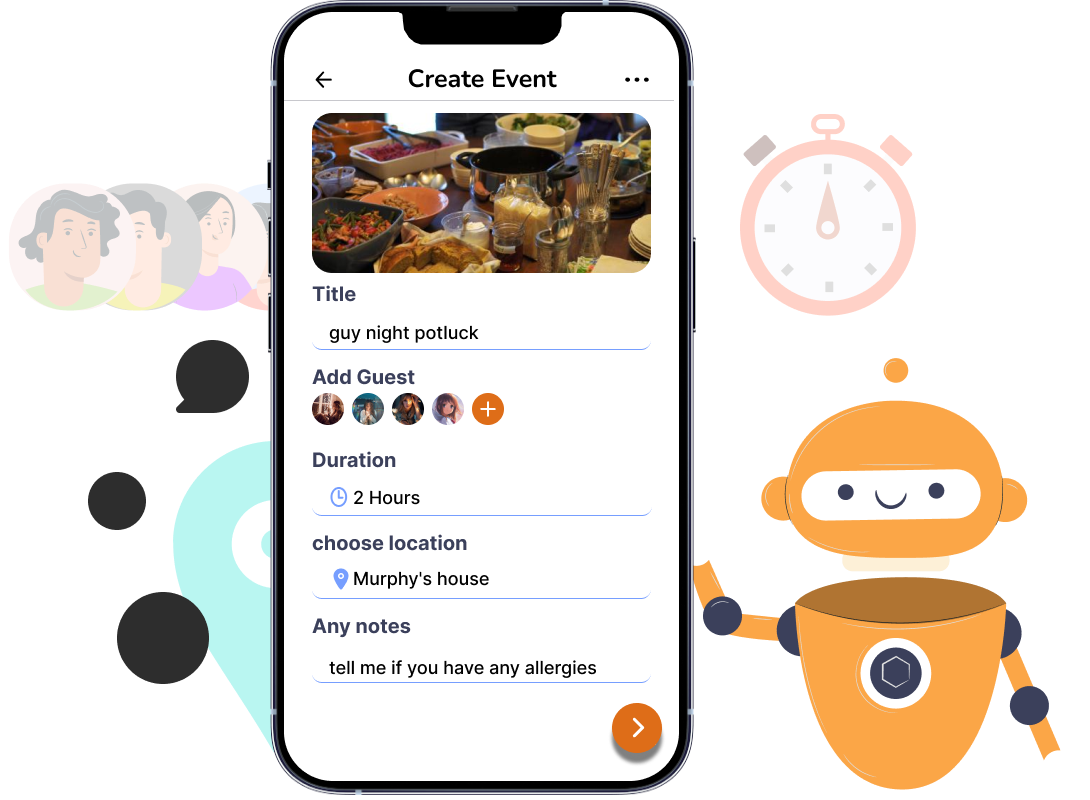 Create Event
Title
guy night potluck
Add Guest
Duration
2 Hours
choose location
Murphy's house
Any notes
tell me if you have any allergies